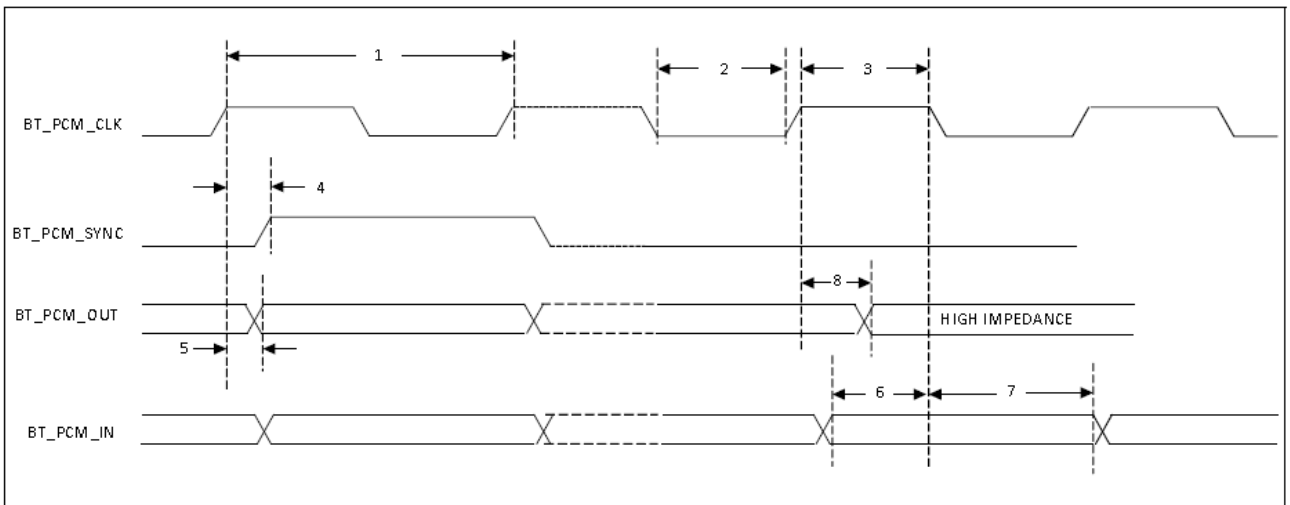 1
2
3
BT_PCM_CLK
4
BT_PCM_SYNC
8
BT_PCM_OUT
HIGH IMPEDANCE
5
6
7
BT_PCM_IN